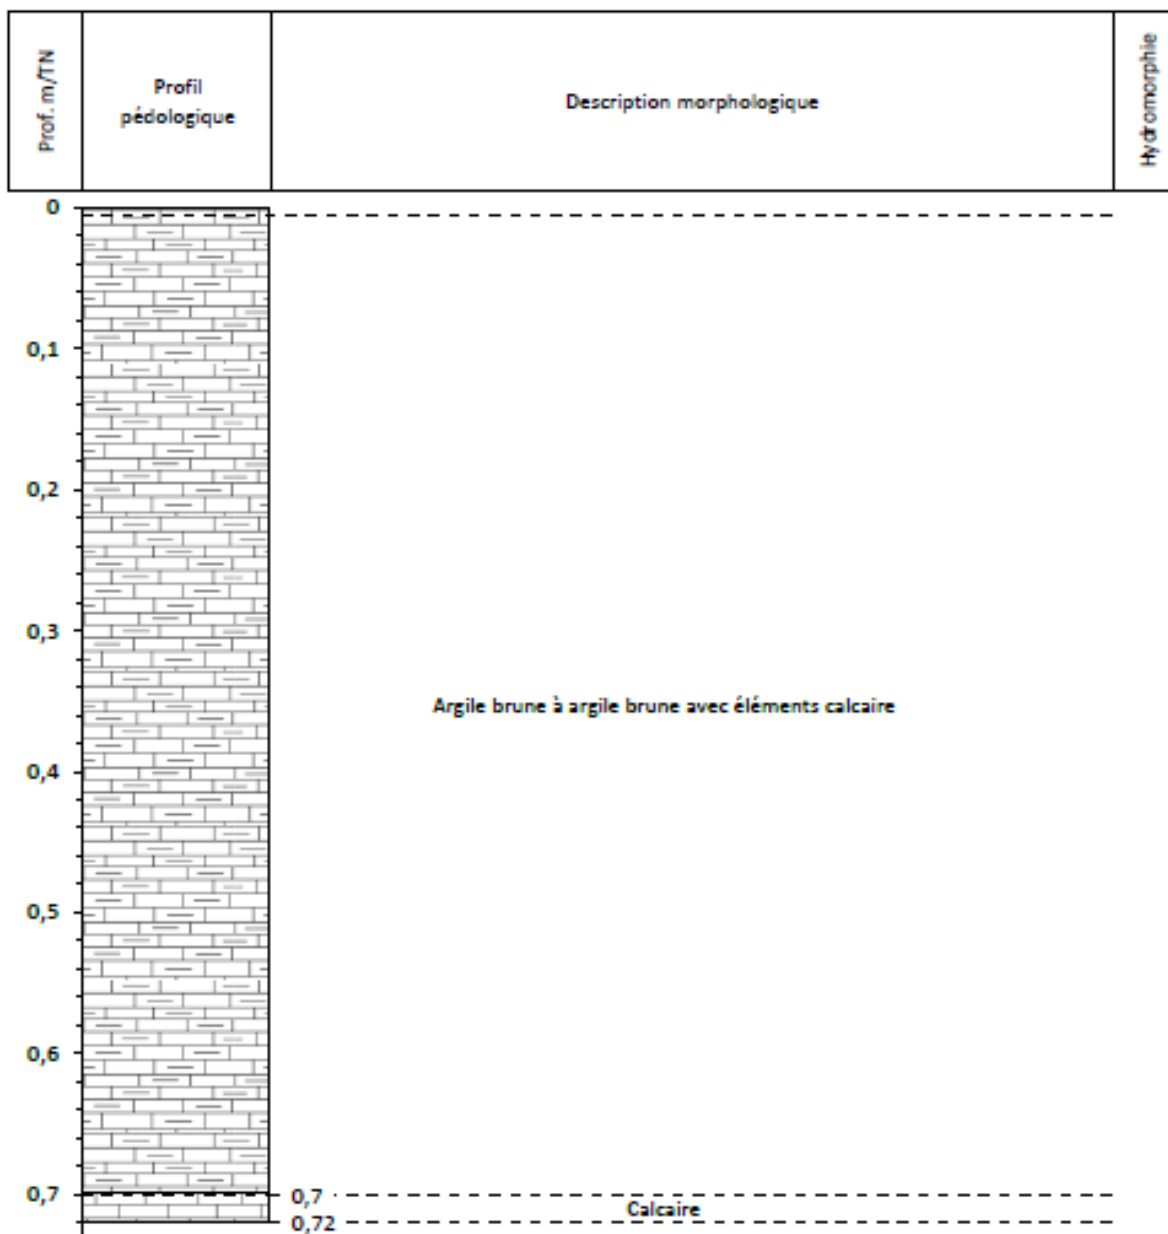 Prof. m/TN
Profil
pédologique
Description morphologique
Hydromorphie
0
0,1
0,2
0,3
Argile brune à argile brune avec éléments calcaire
0,4
0,5
0,6
0,7
0,7
Calcaire
0,72